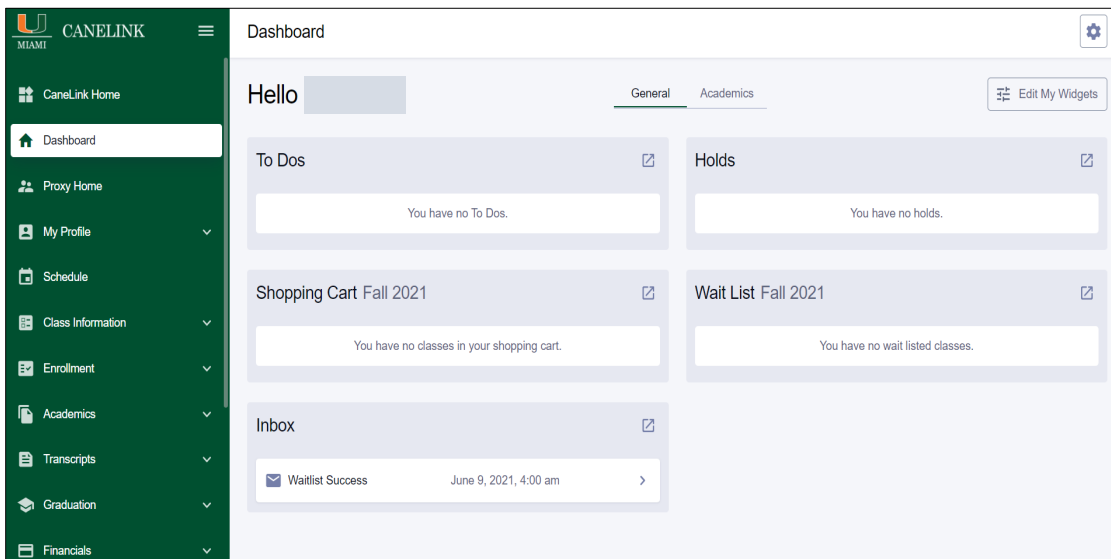 MIAMI
CANELINK
CaneLink Home
Dashboard
Proxy Home
My Profile
Schedule
Class Information
Enrollment
Academics
Transcripts
Graduation
Financials
Dashboard
Hello
General Academics
Edit My Widgets
To Dos
You have no To Dos.
Holds
You have no holds.
Shopping Cart Fall 2021
You have no classes in your shopping cart.
Wait List Fall 2021
You have no wait listed classes.
Inbox
Waitlist Success June 9, 2021, 4:00 am